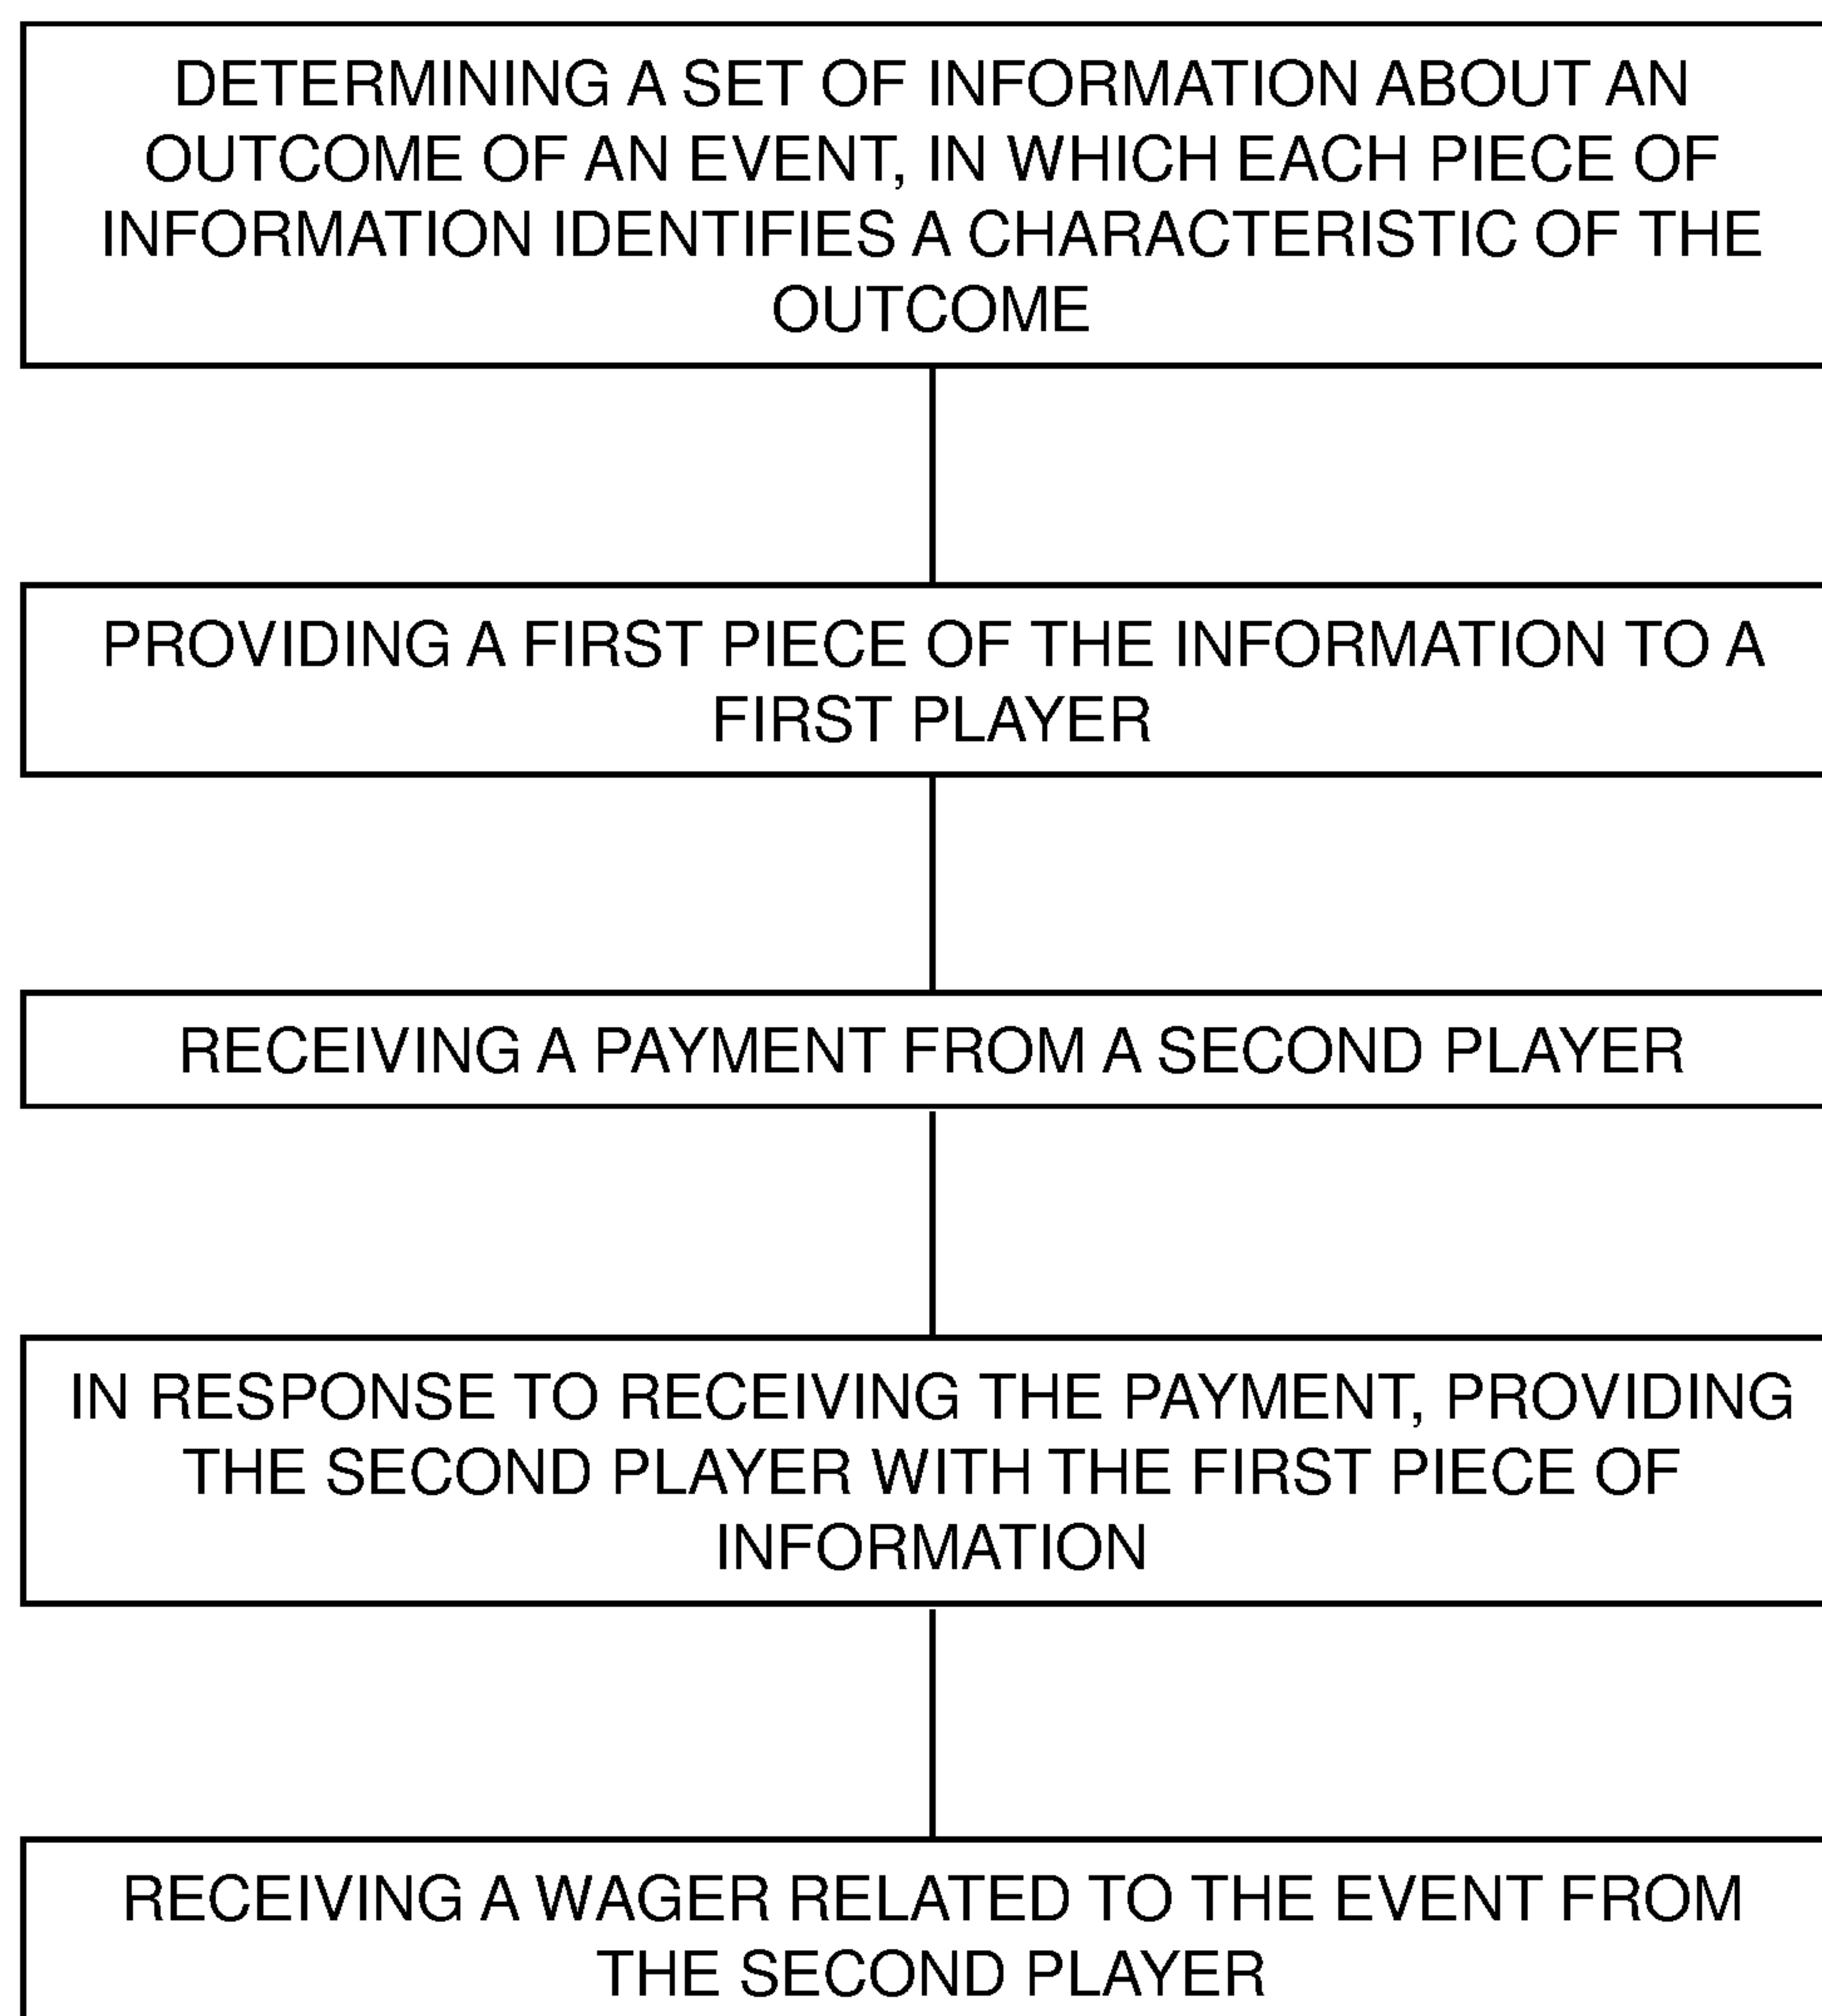 DETERMINING A SET OF INFORMATION ABOUT AN
OUTCOME OF AN EVENT, IN WHICH EACH PIECE OF
INFORMATION IDENTIFIES A CHARACTERISTIC OF THE
OUTCOME
PROVIDING A FIRST PIECE OF THE INFORMATION TO A
FIRST PLAYER
RECEIVING A PAYMENT FROM A SECOND PLAYER
IN RESPONSE TO RECEIVING THE PAYMENT, PROVIDING
THE SECOND PLAYER WITH THE FIRST PIECE OF
INFORMATION
RECEIVING A WAGER RELATED TO THE EVENT FROM
THE SECOND PLAYER